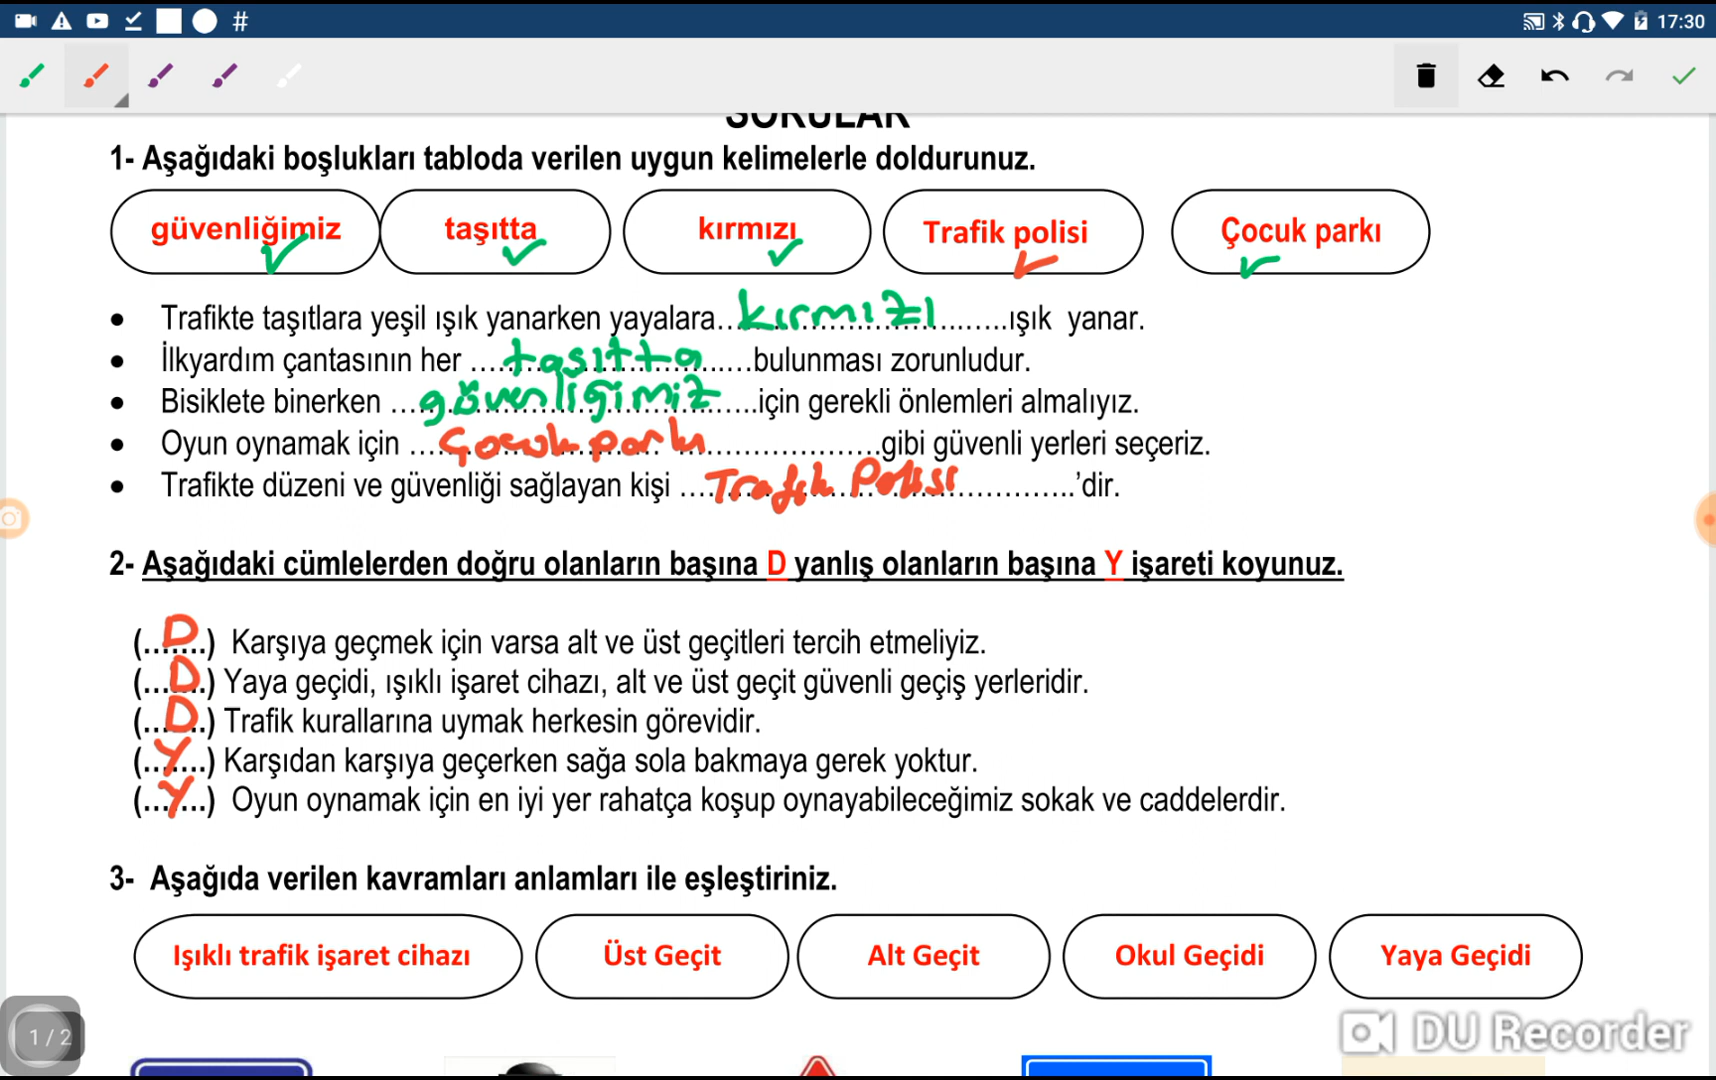 # 17:30
SORULAR
1- Aşağıdaki boşlukları tabloda verilen uygun kelimelerle doldurunuz.
güvenliğimiz taşıtta kırmızı Trafik polisi Çocuk parkı
• Trafikte taşıtlara yeşil ışık yanarken yayalara.....kırmızı.....ışık yanar.
• İlkyardım çantasının her .....taşıtta.....bulunması zorunludur.
• Bisiklete binerken .....güvenliğimiz.....için gerekli önlemleri almalıyız.
• Oyun oynamak için .....Çocuk parkı.....gibi güvenli yerleri seçeriz.
• Trafikte düzeni ve güvenliği sağlayan kişi .....Trafik Polisi.....'dir.
2- Aşağıdaki cümlelerden doğru olanların başına D yanlış olanların başına Y işareti koyunuz.
(...D...) Karşıya geçmek için varsa alt ve üst geçitleri tercih etmeliyiz.
(...D...) Yaya geçidi, ışıklı işaret cihazı, alt ve üst geçit güvenli geçiş yerleridir.
(...D...) Trafik kurallarına uymak herkesin görevidir.
(...Y...) Karşıdan karşıya geçerken sağa sola bakmaya gerek yoktur.
(...Y...) Oyun oynamak için en iyi yer rahatça koşup oynayabileceğimiz sokak ve caddelerdir.
3- Aşağıda verilen kavramları anlamları ile eşleştiriniz.
Işıklı trafik işaret cihazı Üst Geçit Alt Geçit Okul Geçidi Yaya Geçidi
1 / 2
DU Recorder